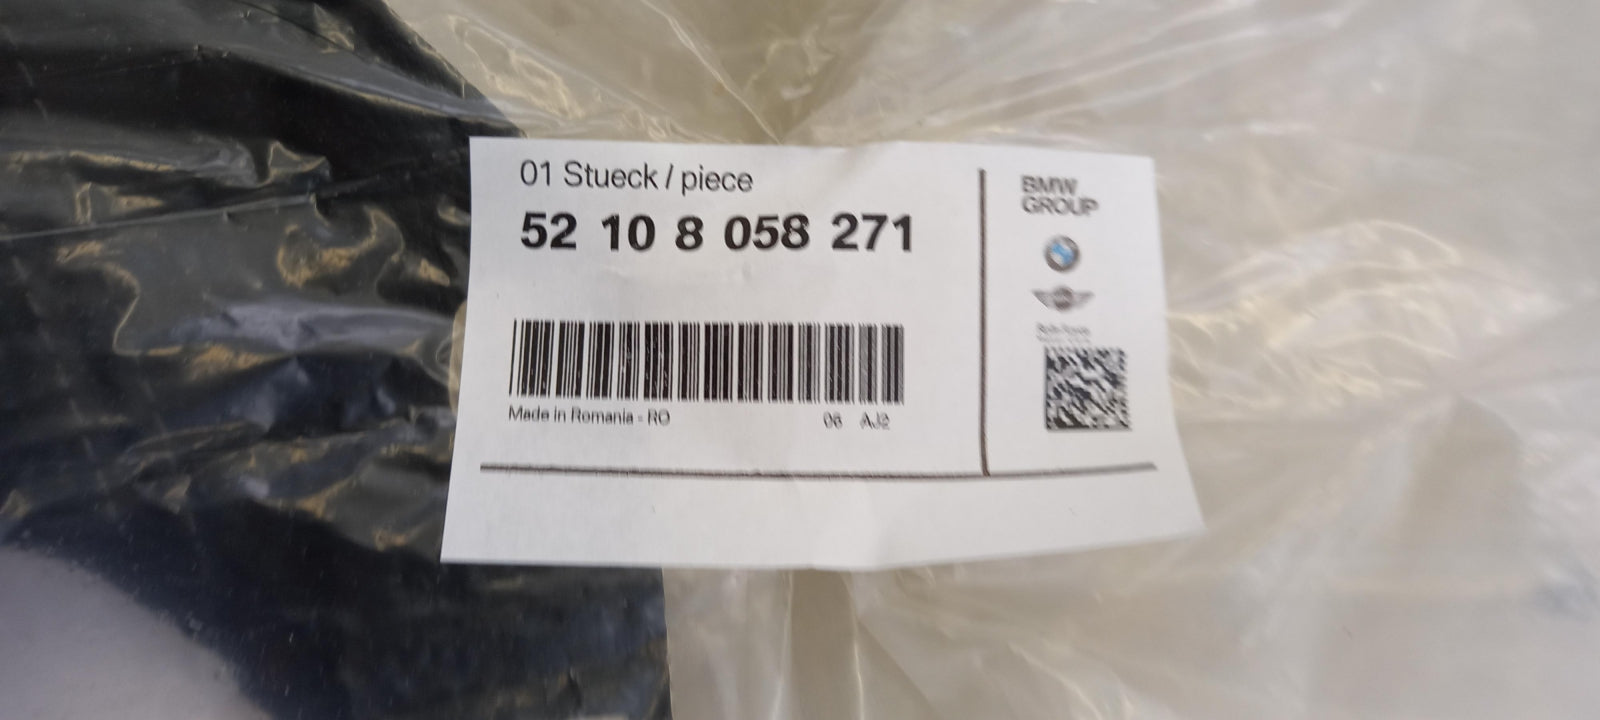 01 Stueck / piece
52 10 8 058 271
Made in Romania - RO
06 AJ2
BMW
GROUP